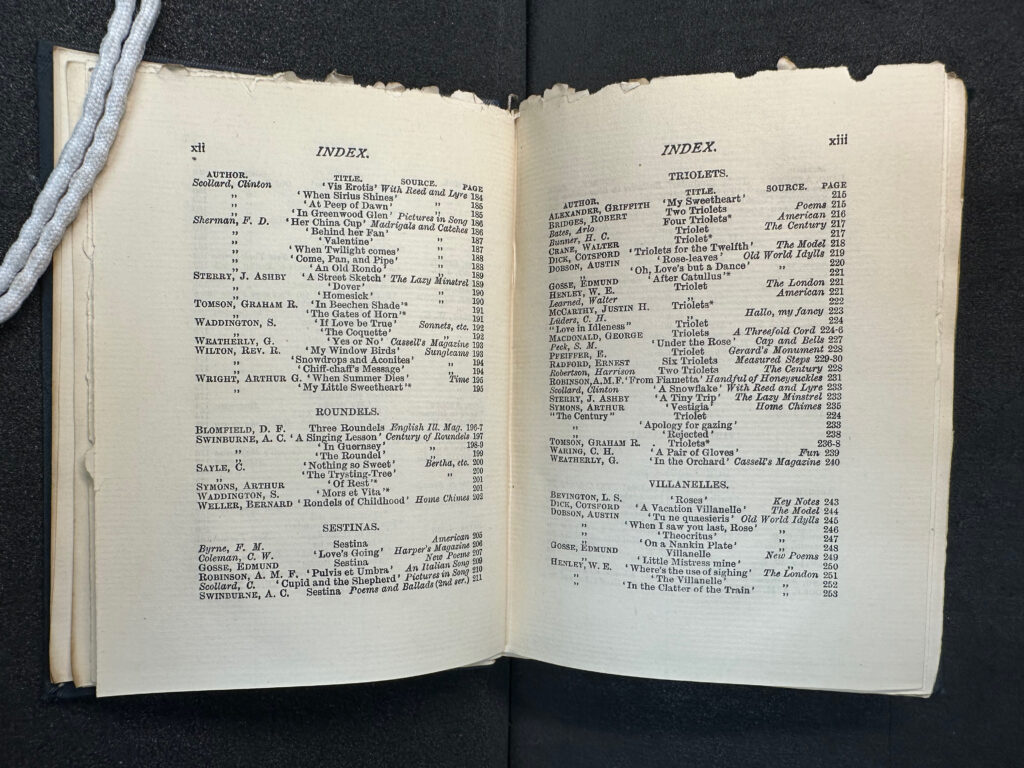 xii
INDEX.
AUTHOR. TITLE. SOURCE. PAGE
Scollard, Clinton 'Vis Erotis' With Reed and Lyre 184
„ 'When Sirius Shines' „ 185
„ 'At Peep of Dawn' „ 185
„ 'In Greenwood Glen' Pictures in Song 186
Sherman, F. D. 'Her China Cup' Madrigals and Catches 186
„ 'Behind her Fan' „ 187
„ 'Valentine' „ 187
„ 'When Twilight comes' „ 187
„ 'Come, Pan, and Pipe' „ 188
„ 'An Old Rondo' „ 188
STERRY, J. ASHBY 'A Street Sketch' The Lazy Minstrel 189
„ 'Dover' „ 190
„ 'Homesick' „ 190
TOMSON, GRAHAM R. 'In Beechen Shade'* 191
„ 'The Gates of Horn'* 191
WADDINGTON, S. 'If Love be True' Sonnets, etc. 192
„ 'The Coquette' „ 192
WEATHERLY, G. 'Yes or No' Cassell's Magazine 193
WILTON, REV. R. 'My Window Birds' Sungleams 193
„ 'Snowdrops and Aconites' „ 194
„ 'Chiff-chaff's Message' „ 194
WRIGHT, ARTHUR G. 'When Summer Dies' Time 195
„ 'My Little Sweetheart'* 195
ROUNDELS.
BLOMFIELD, D. F. Three Roundels English Ill. Mag. 196-7
SWINBURNE, A. C. 'A Singing Lesson' Century of Roundels 197
„ 'In Guernsey' „ 198-9
„ 'The Roundel' „ 199
SAYLE, C. 'Nothing so Sweet' Bertha, etc. 200
„ 'The Trysting-Tree' „ 200
SYMONS, ARTHUR 'Of Rest'* 201
WADDINGTON, S. 'Mors et Vita'* 201
WELLER, BERNARD 'Rondels of Childhood' Home Chimes 202
SESTINAS.
Byrne, F. M. Sestina American 205
Coleman, C. W. 'Love's Going' Harper's Magazine 206
GOSSE, EDMUND Sestina New Poems 207
ROBINSON, A. M. F. 'Pulvis et Umbra' An Italian Song 209
Scollard, C. 'Cupid and the Shepherd' Pictures in Song 210
SWINBURNE, A. C. Sestina Poems and Ballads (2nd ser.) 211
INDEX.
xiii
TRIOLETS.
AUTHOR. TITLE. SOURCE. PAGE
ALEXANDER, GRIFFITH 'My Sweetheart' 215
BRIDGES, ROBERT Two Triolets Poems 215
Bates, Arlo Four Triolets* American 216
Bunner, H. C. Triolet The Century 217
CRANE, WALTER Triolet* 217
DICK, COTSFORD 'Triolets for the Twelfth' The Model 218
DOBSON, AUSTIN 'Rose-leaves' Old World Idylls 219
„ 'Oh, Love's but a Dance' „ 220
„ 'After Catullus'* 221
GOSSE, EDMUND Triolet
HENLEY, W. E. The London 221
Learned, Walter „ American 221
MCCARTHY, JUSTIN H. Triolets* 222
Lüders, C. H. „ Hallo, my fancy 223
"Love in Idleness" Triolet 224
MACDONALD, GEORGE Triolet A Threefold Cord 224-6
Peck, S. M. 'Under the Rose' Cap and Bells 227
PFEIFFER, E. Triolet Gerard's Monument 228
RADFORD, ERNEST Six Triolets Measured Steps 229-30
Robertson, Harrison Two Triolets The Century 228
ROBINSON, A.M.F. 'From Fiametta' Handful of Honeysuckles 231
Scollard, Clinton 'A Snowflake' With Reed and Lyre 233
STERRY, J. ASHBY 'A Tiny Trip' The Lazy Minstrel 233
SYMONS, ARTHUR 'Vestigia' Home Chimes 235
"The Century" Triolet 224
„ 'Apology for gazing' 233
„ 'Rejected' 238
TOMSON, GRAHAM R. Triolets* 236-8
WARING, C. H. 'A Pair of Gloves' Fun 239
WEATHERLY, G. 'In the Orchard' Cassell's Magazine 240
VILLANELLES.
BEVINGTON, L. S. 'Roses' Key Notes 243
DICK, COTSFORD 'A Vacation Villanelle' The Model 244
DOBSON, AUSTIN 'Tu ne quaesieris' Old World Idylls 245
„ 'When I saw you last, Rose' „ 246
„ 'Theocritus' „ 247
„ 'On a Nankin Plate' „ 248
GOSSE, EDMUND Villanelle New Poems 249
„ 'Little Mistress mine' „ 250
HENLEY, W. E. 'Where's the use of sighing' The London 251
„ 'The Villanelle' „ 252
„ 'In the Clatter of the Train' „ 253